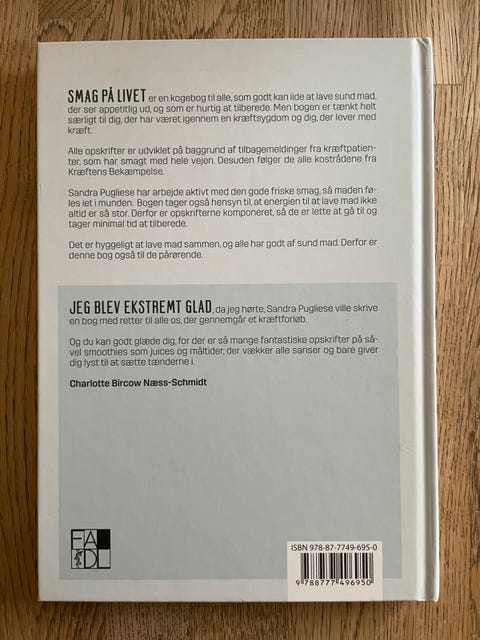 SMAG PÅ LIVET er en kogebog til alle, som godt kan lide at lave sund mad,
der ser appetitlig ud, og som er hurtig at tilberede. Men bogen er tænkt helt
særligt til dig, der har været igennem en kræftsygdom og dig, der lever med
kræft.
Alle opskrifter er udviklet på baggrund af tilbagemeldinger fra kræftpatien-
ter, som har smagt med hele vejen. Desuden følger de alle kostrådene fra
Kræftens Bekæmpelse.
Sandra Pugliese har arbejde aktivt med den gode friske smag, så maden fø-
les let i munden. Bogen tager også hensyn til, at energien til at lave mad ikke
altid er så stor. Derfor er opskrifterne komponeret, så de er lette at gå til og
tager minimal tid at tilberede.
Det er hyggeligt at lave mad sammen, og alle har godt af sund mad. Derfor er
denne bog også til de pårørende.
JEG BLEV EKSTREMT GLAD, da jeg hørte, Sandra Pugliese ville skrive
en bog med retter til alle os, der gennemgår et kræftforløb.
Og du kan godt glæde dig, for der er så mange fantastiske opskrifter på så-
vel smoothies som juices og måltider, der vækker alle sanser og bare giver
dig lyst til at sætte tænderne i.
Charlotte Bircow Næss-Schmidt
FADL
ISBN 978-87-7749-695-0
9 788777 496950